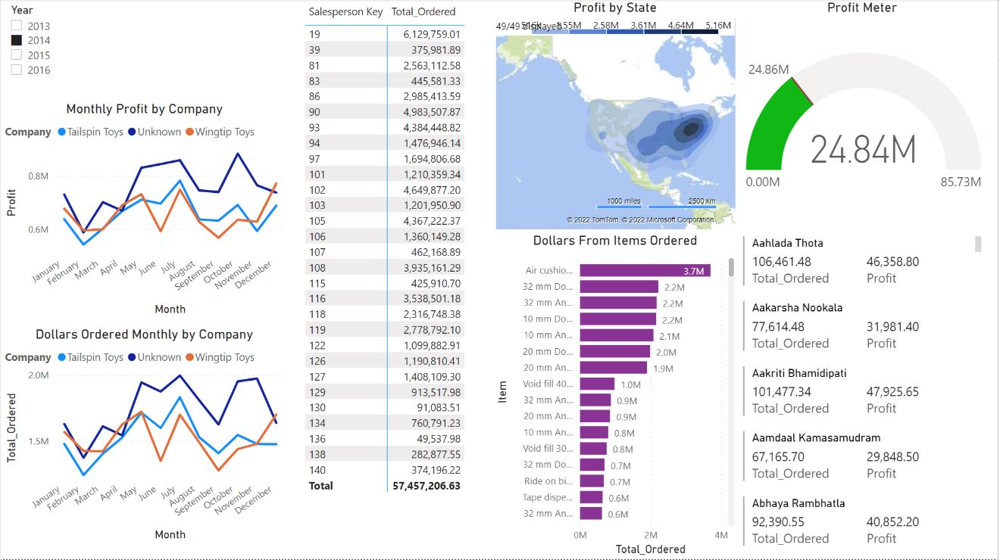 Year
2013
2014
2015
2016
Monthly Profit by Company
Company Tailspin Toys Unknown Wingtip Toys
Profit
0.8M
0.6M
January February March April May June July August September October November December
Month
Dollars Ordered Monthly by Company
Company Tailspin Toys Unknown Wingtip Toys
Total_Ordered
2.0M
1.5M
January February March April May June July August September October November December
Month
Salesperson Key Total_Ordered
19 6,129,759.01
39 375,981.89
81 2,563,112.58
83 445,581.33
86 2,985,413.59
90 4,983,507.87
93 4,384,448.82
94 1,476,946.14
97 1,694,806.68
101 1,210,359.34
102 4,649,877.20
103 1,201,950.90
105 4,367,222.37
106 1,360,149.28
107 462,168.89
108 3,935,161.29
115 425,910.70
116 3,538,501.18
118 2,316,748.38
119 2,778,792.10
122 1,099,882.91
126 1,190,810.41
127 1,408,109.30
129 913,517.98
130 91,083.51
134 760,791.23
136 49,537.98
138 282,877.55
140 374,196.22
Total 57,457,206.63
Profit by State
49/49 displayed 2.58M 3.61M 4.64M 5.16M
1000 miles 2500 km
© 2022 TomTom, © 2022 Microsoft Corporation
Profit Meter
24.86M
24.84M
0.00M 85.73M
Dollars From Items Ordered
Item
Air cushio... 3.7M
32 mm Do... 2.2M
32 mm An... 2.2M
10 mm Do... 2.2M
10 mm An... 2.1M
20 mm Do... 2.0M
20 mm An... 1.9M
Void fill 40... 1.0M
32 mm An... 0.9M
20 mm An... 0.9M
10 mm An... 0.8M
Void fill 30... 0.8M
32 mm Do... 0.7M
Ride on bi... 0.7M
Tape dispe... 0.6M
32 mm An... 0.6M
0M 2M 4M
Total_Ordered
Aahlada Thota
106,461.48 46,358.80
Total_Ordered Profit
Aakarsha Nookala
77,614.48 31,981.40
Total_Ordered Profit
Aakriti Bhamidipati
101,477.34 47,925.65
Total_Ordered Profit
Aamdaal Kamasamudram
67,165.70 29,848.50
Total_Ordered Profit
Abhaya Rambhatla
92,390.55 40,852.20
Total_Ordered Profit